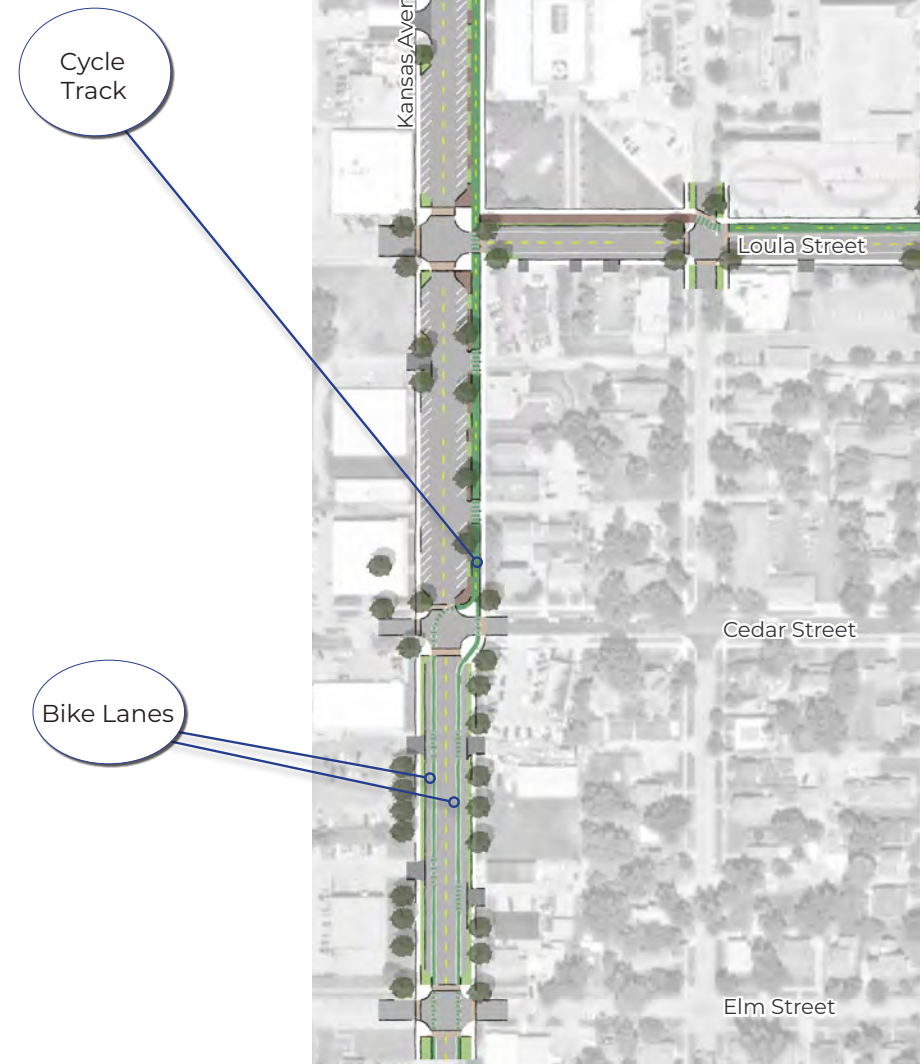 Cycle
Track
Kansas Aven
Loula Street
Cedar Street
Bike Lanes
Elm Street